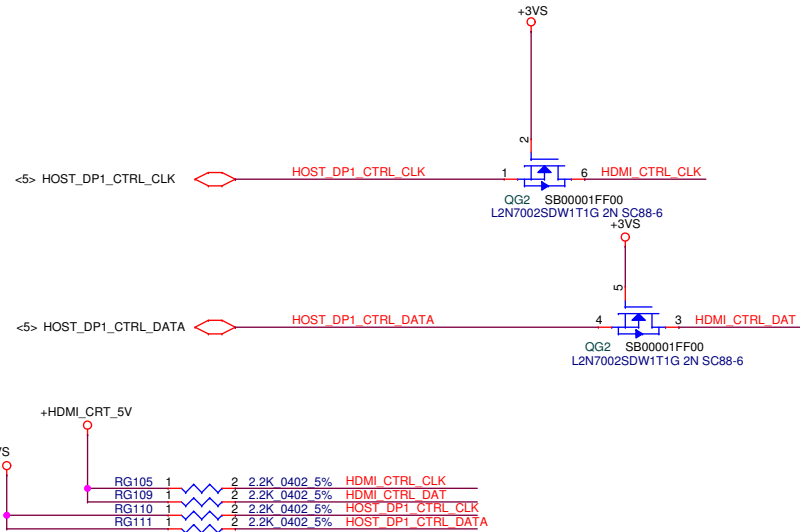 +3VS
2
<5> HOST_DP1_CTRL_CLK
HOST_DP1_CTRL_CLK
1
6
HDMI_CTRL_CLK
QG2 SB00001FF00
L2N7002SDW1T1G 2N SC88-6
+3VS
5
<5> HOST_DP1_CTRL_DATA
HOST_DP1_CTRL_DATA
4
3
HDMI_CTRL_DAT
QG2 SB00001FF00
L2N7002SDW1T1G 2N SC88-6
+HDMI_CRT_5V
VS
RG105 1 2 2.2K_0402_5% HDMI_CTRL_CLK
RG109 1 2 2.2K_0402_5% HDMI_CTRL_DAT
RG110 1 2 2.2K_0402_5% HOST_DP1_CTRL_CLK
RG111 1 2 2.2K_0402_5% HOST_DP1_CTRL_DATA